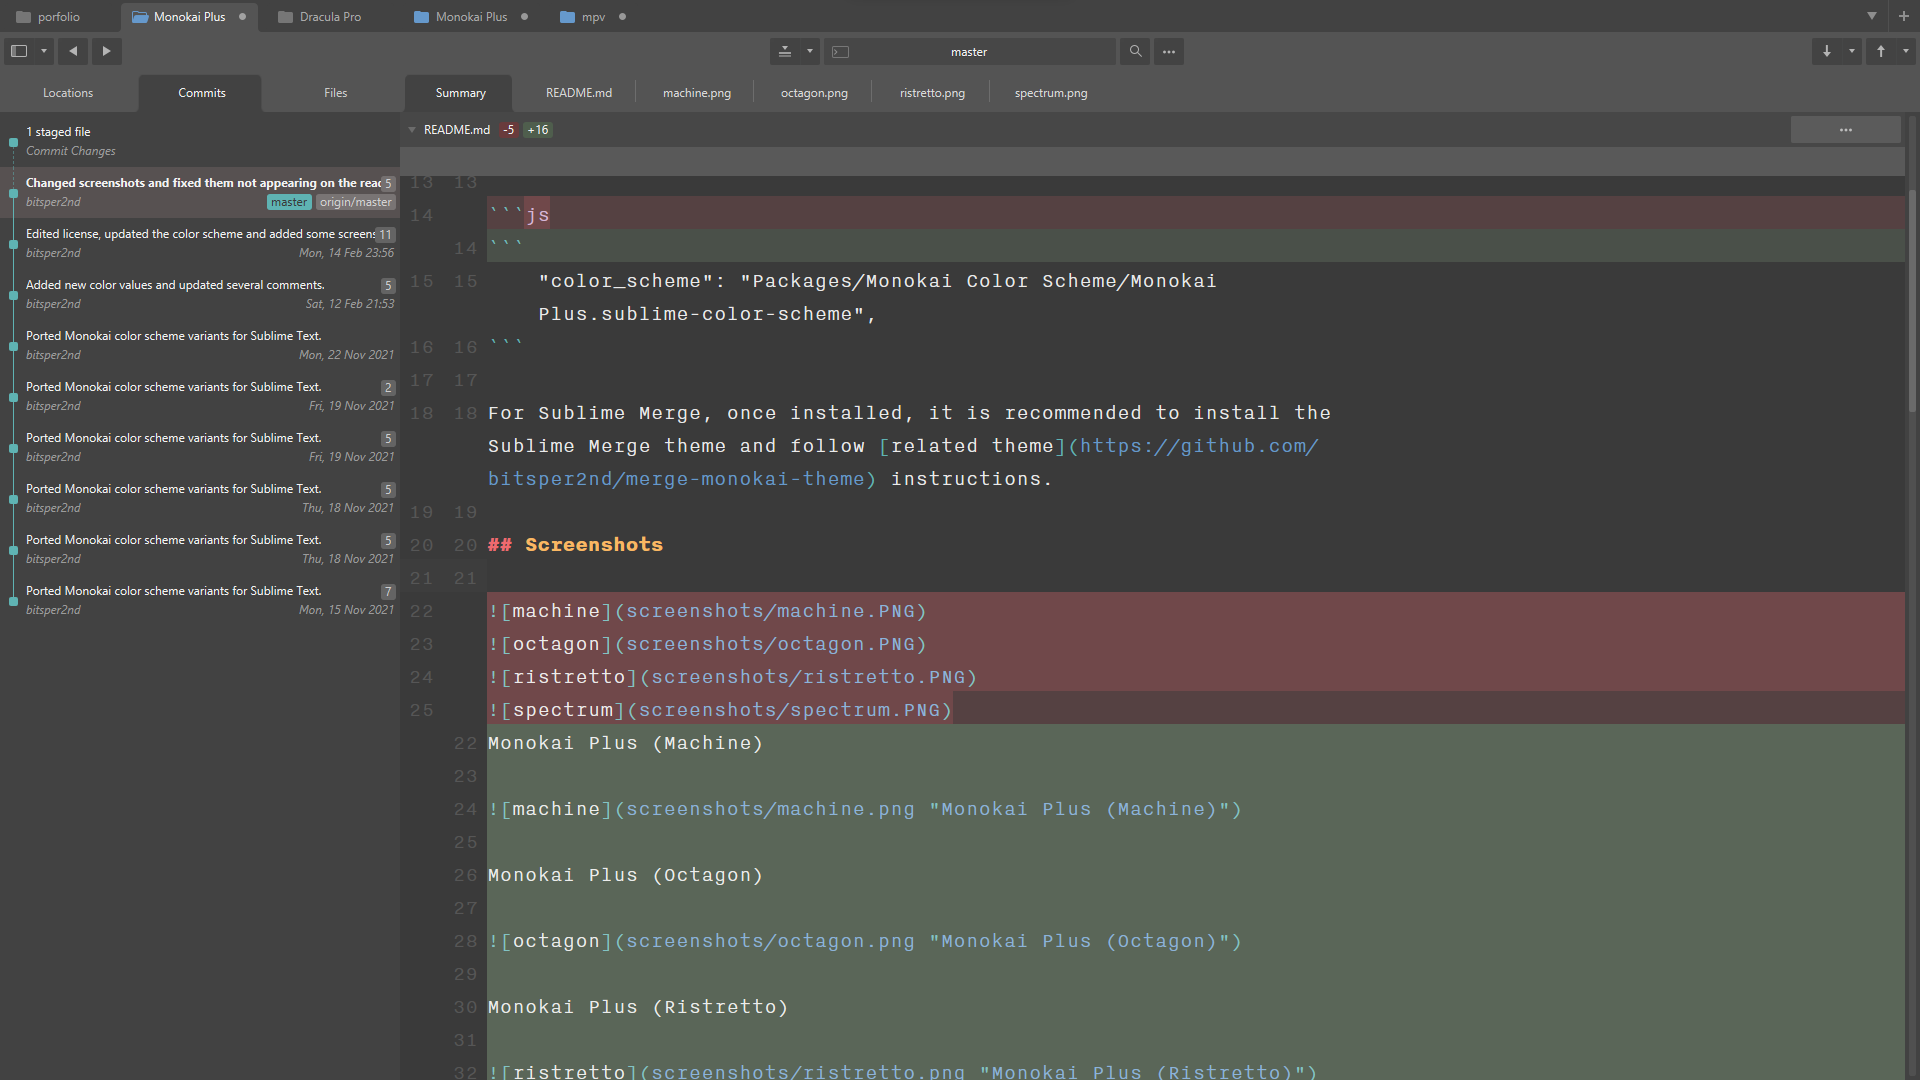 porfolio
Monokai Plus
Dracula Pro
Monokai Plus
mpv
master
Locations
Commits
Files
Summary
README.md
machine.png
octagon.png
ristretto.png
spectrum.png
1 staged file
Commit Changes
Changed screenshots and fixed them not appearing on the reac 5
bitsper2nd master origin/master
Edited license, updated the color scheme and added some screens 11
bitsper2nd Mon, 14 Feb 23:56
Added new color values and updated several comments. 5
bitsper2nd Sat, 12 Feb 21:53
Ported Monokai color scheme variants for Sublime Text.
bitsper2nd Mon, 22 Nov 2021
Ported Monokai color scheme variants for Sublime Text. 2
bitsper2nd Fri, 19 Nov 2021
Ported Monokai color scheme variants for Sublime Text. 5
bitsper2nd Fri, 19 Nov 2021
Ported Monokai color scheme variants for Sublime Text. 5
bitsper2nd Thu, 18 Nov 2021
Ported Monokai color scheme variants for Sublime Text. 5
bitsper2nd Thu, 18 Nov 2021
Ported Monokai color scheme variants for Sublime Text. 7
bitsper2nd Mon, 15 Nov 2021
README.md -5 +16
13 13
14 ```js
14 ```
15 15 "color_scheme": "Packages/Monokai Color Scheme/Monokai
Plus.sublime-color-scheme",
16 16 ```
17 17
18 18 For Sublime Merge, once installed, it is recommended to install the
Sublime Merge theme and follow [related theme](https://github.com/
bitsper2nd/merge-monokai-theme) instructions.
19 19
20 20 ## Screenshots
21 21
22 ![machine](screenshots/machine.PNG)
23 ![octagon](screenshots/octagon.PNG)
24 ![ristretto](screenshots/ristretto.PNG)
25 ![spectrum](screenshots/spectrum.PNG)
22 Monokai Plus (Machine)
23
24 ![machine](screenshots/machine.png "Monokai Plus (Machine)")
25
26 Monokai Plus (Octagon)
27
28 ![octagon](screenshots/octagon.png "Monokai Plus (Octagon)")
29
30 Monokai Plus (Ristretto)
31
32 ![ristretto](screenshots/ristretto.png "Monokai Plus (Ristretto)")